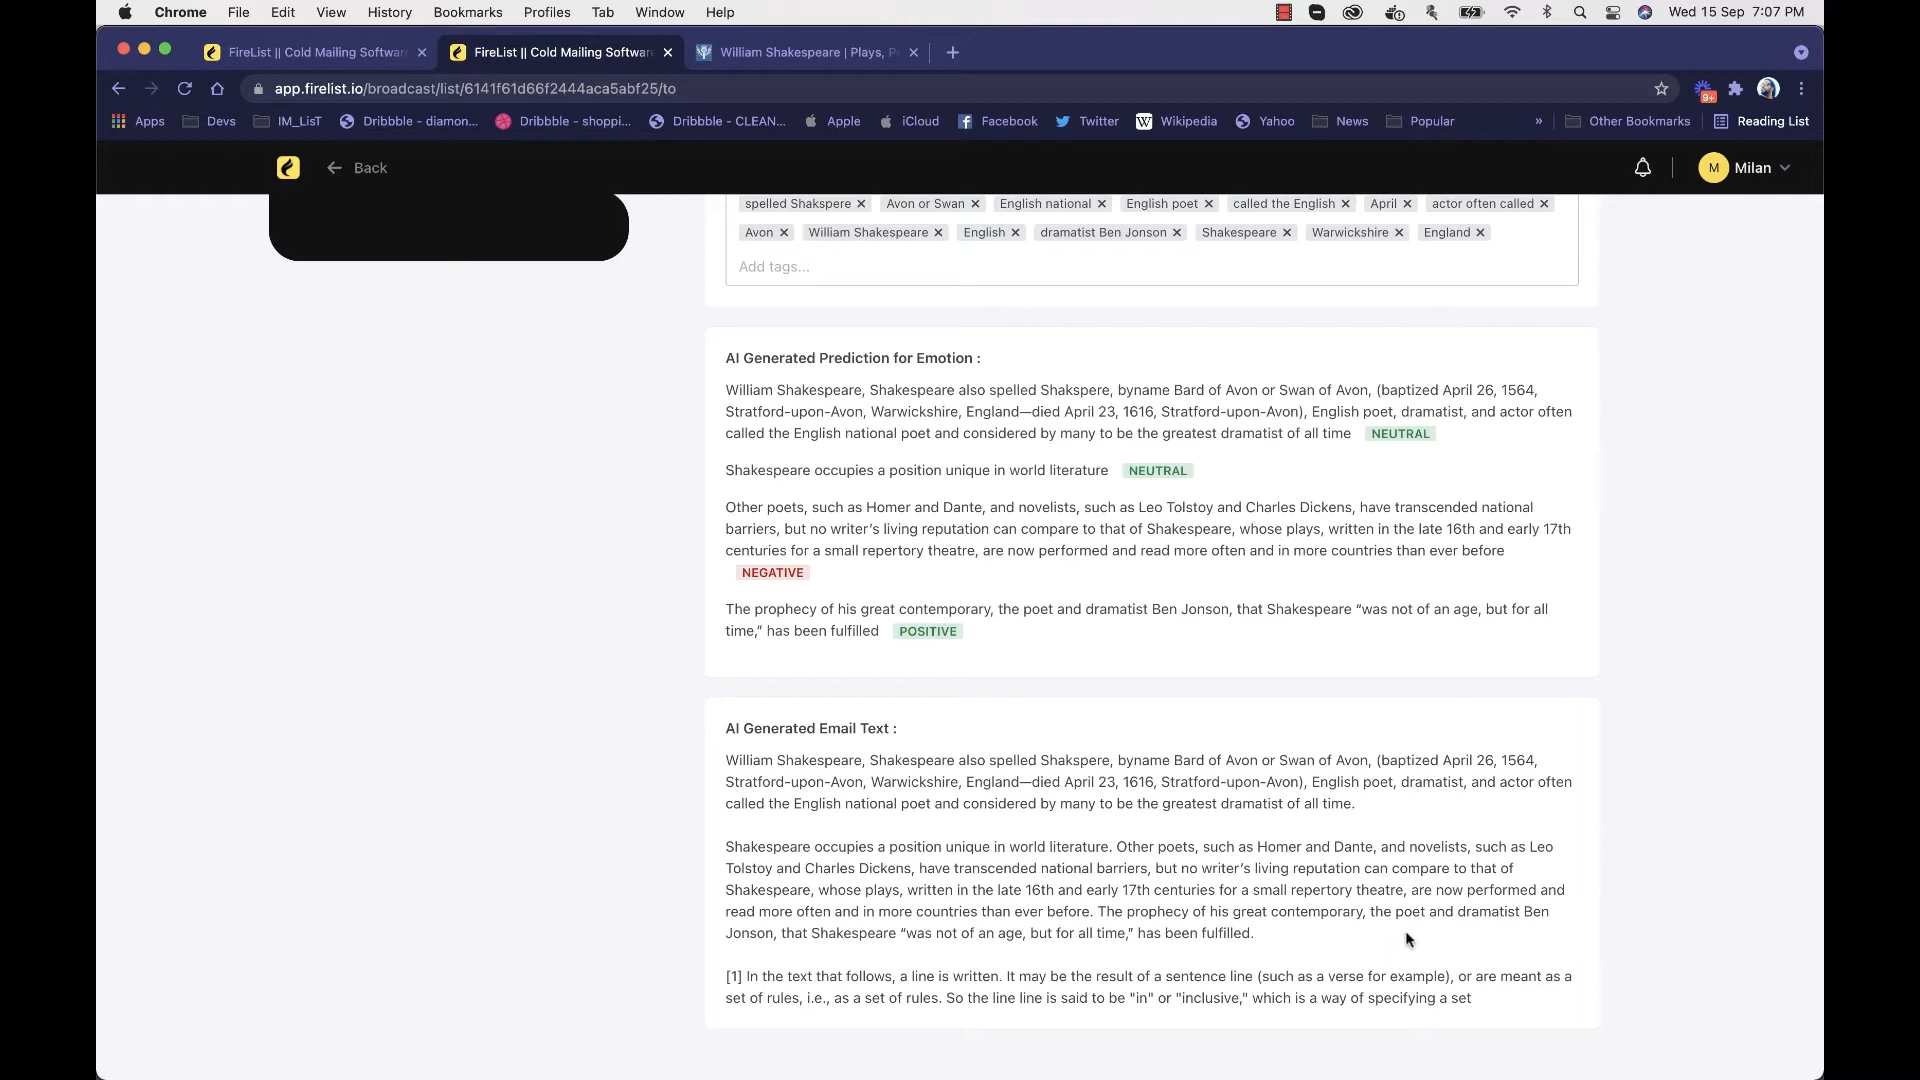 Chrome File Edit View History Bookmarks Profiles Tab Window Help Wed 15 Sep 7:07 PM
FireList || Cold Mailing Softwar FireList || Cold Mailing Softwar William Shakespeare | Plays, P
app.firelist.io/broadcast/list/6141f61d66f2444aca5abf25/to 9+
Apps Devs IM_LisT Dribbble - diamon... Dribbble - shoppi... Dribbble - CLEAN... Apple iCloud Facebook Twitter W Wikipedia Yahoo News Popular » Other Bookmarks Reading List
← Back M Milan
spelled Shakspere × Avon or Swan × English national × English poet × called the English × April × actor often called ×
Avon × William Shakespeare × English × dramatist Ben Jonson × Shakespeare × Warwickshire × England ×
Add tags...
AI Generated Prediction for Emotion :
William Shakespeare, Shakespeare also spelled Shakspere, byname Bard of Avon or Swan of Avon, (baptized April 26, 1564,
Stratford-upon-Avon, Warwickshire, England—died April 23, 1616, Stratford-upon-Avon), English poet, dramatist, and actor often
called the English national poet and considered by many to be the greatest dramatist of all time NEUTRAL
Shakespeare occupies a position unique in world literature NEUTRAL
Other poets, such as Homer and Dante, and novelists, such as Leo Tolstoy and Charles Dickens, have transcended national
barriers, but no writer’s living reputation can compare to that of Shakespeare, whose plays, written in the late 16th and early 17th
centuries for a small repertory theatre, are now performed and read more often and in more countries than ever before
NEGATIVE
The prophecy of his great contemporary, the poet and dramatist Ben Jonson, that Shakespeare “was not of an age, but for all
time,” has been fulfilled POSITIVE
AI Generated Email Text :
William Shakespeare, Shakespeare also spelled Shakspere, byname Bard of Avon or Swan of Avon, (baptized April 26, 1564,
Stratford-upon-Avon, Warwickshire, England—died April 23, 1616, Stratford-upon-Avon), English poet, dramatist, and actor often
called the English national poet and considered by many to be the greatest dramatist of all time.
Shakespeare occupies a position unique in world literature. Other poets, such as Homer and Dante, and novelists, such as Leo
Tolstoy and Charles Dickens, have transcended national barriers, but no writer’s living reputation can compare to that of
Shakespeare, whose plays, written in the late 16th and early 17th centuries for a small repertory theatre, are now performed and
read more often and in more countries than ever before. The prophecy of his great contemporary, the poet and dramatist Ben
Jonson, that Shakespeare “was not of an age, but for all time,” has been fulfilled.
[1] In the text that follows, a line is written. It may be the result of a sentence line (such as a verse for example), or are meant as a
set of rules, i.e., as a set of rules. So the line line is said to be "in" or "inclusive," which is a way of specifying a set